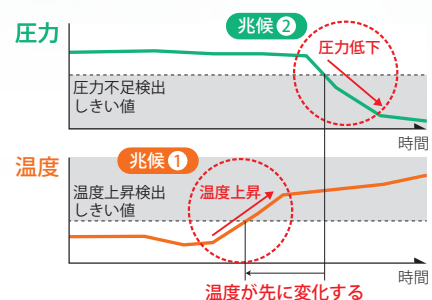 圧力
兆候2
圧力低下
圧力不足検出
しきい値
時間
温度
兆候1
温度上昇検出
しきい値
温度上昇
時間
温度が先に変化する